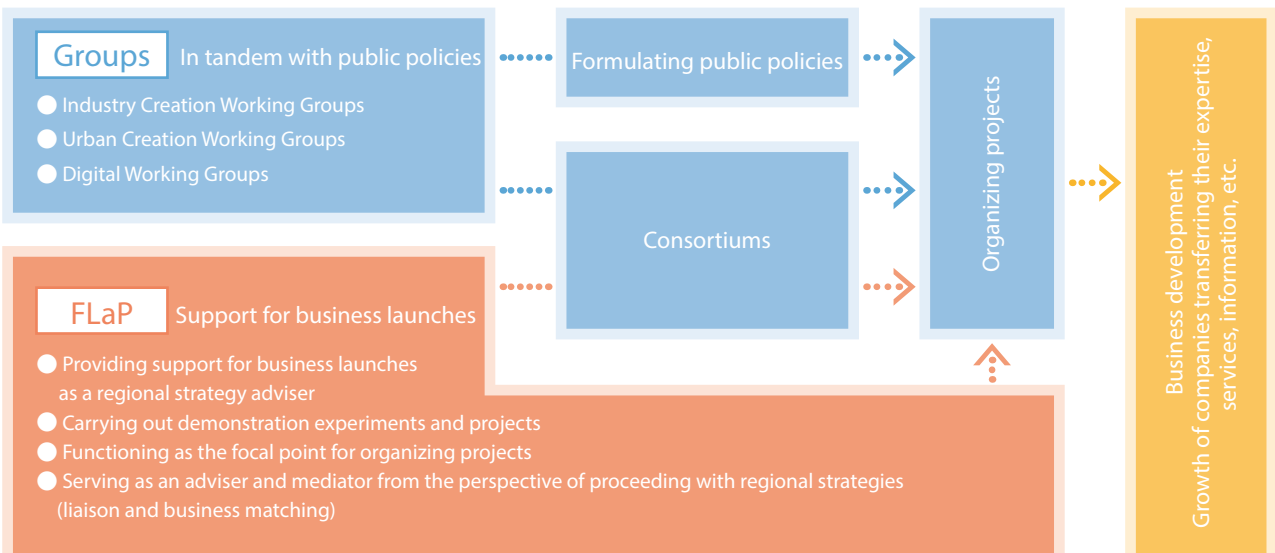 Groups In tandem with public policies
Industry Creation Working Groups
Urban Creation Working Groups
Digital Working Groups
Formulating public policies
Consortiums
Organizing projects
Business development
Growth of companies transferring their expertise,
services, information, etc.
FLaP Support for business launches
Providing support for business launches
as a regional strategy adviser
Carrying out demonstration experiments and projects
Functioning as the focal point for organizing projects
Serving as an adviser and mediator from the perspective of proceeding with regional strategies
(liaison and business matching)